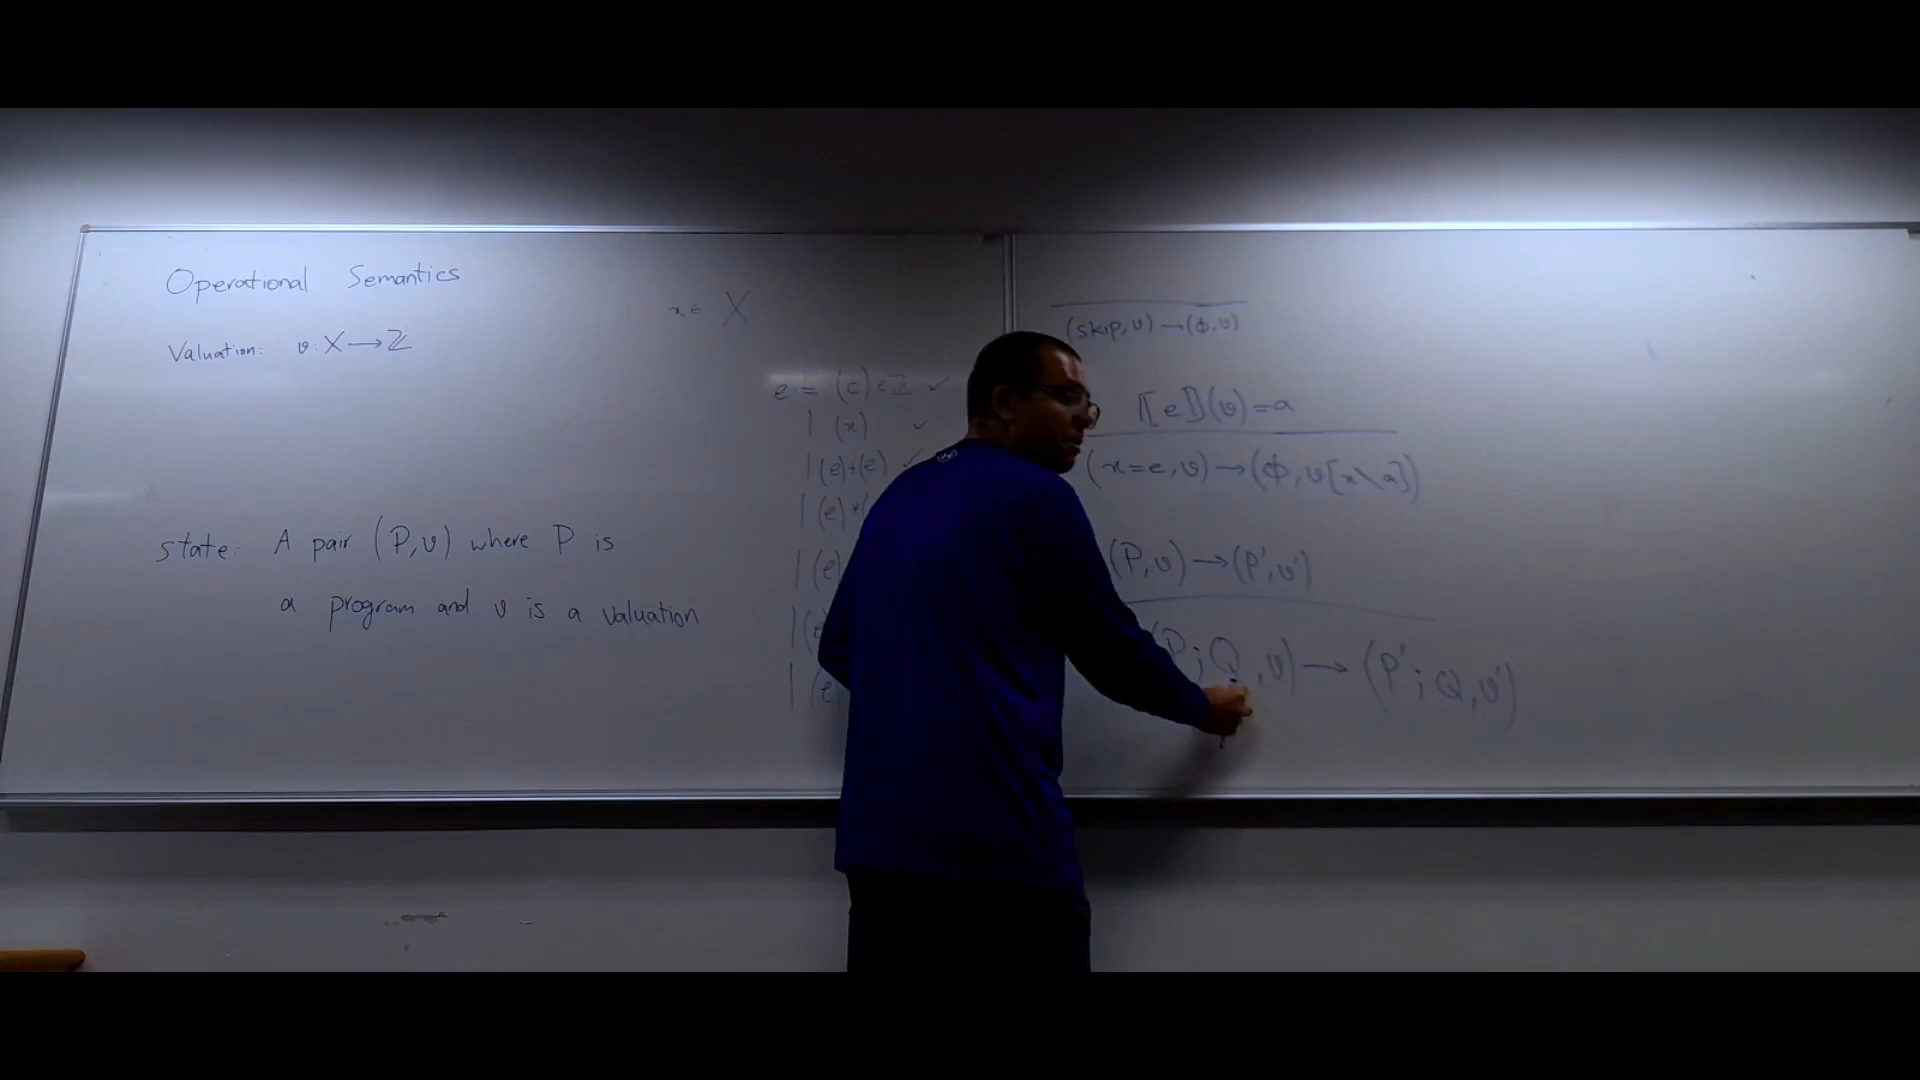 Operational Semantics
Valuation: v: X → ℤ
x ∈ X
state: A pair (P, v) where P is
a program and v is a valuation
e := (c) ∈ ℤ ✓
| (x) ✓
| (e)+(e) ✓
| (e)
| (e)
| (e
(skip, v) → (ϕ, v)
⟦e⟧(v) = a
(x = e, v) → (ϕ, v[x\a])
(P, v) → (P', v')
(P; Q, v) → (P'; Q, v')